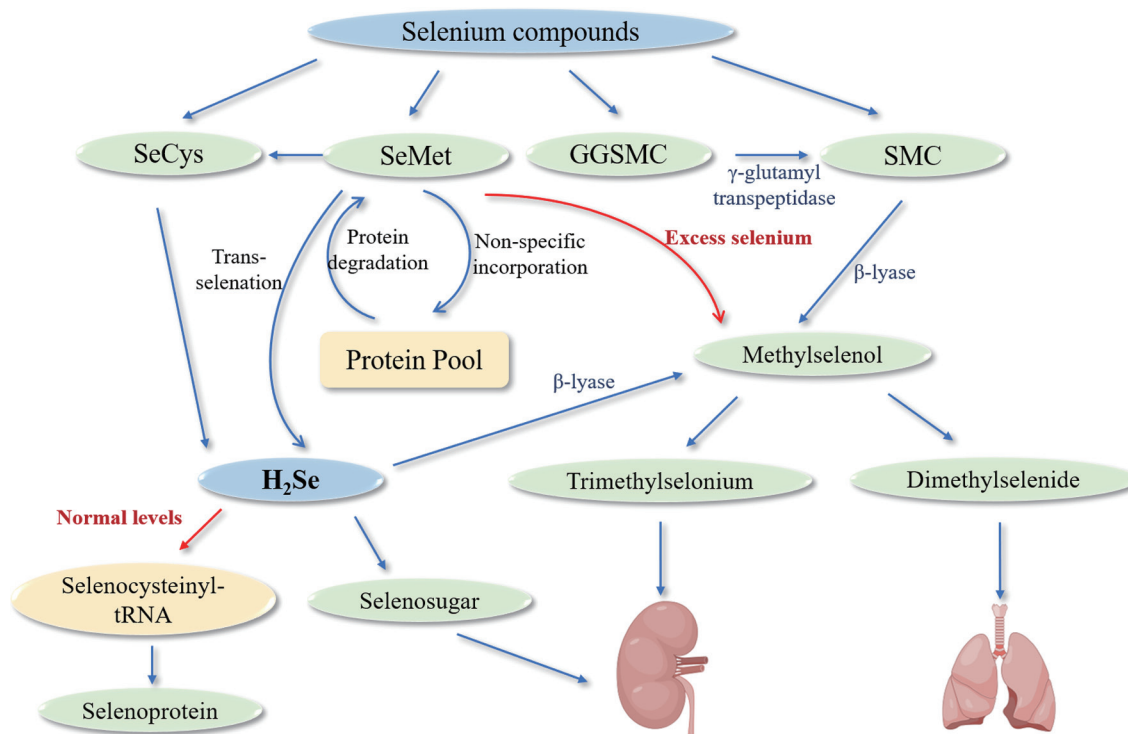 Selenium compounds
SeCys
SeMet
GGSMC
SMC
γ-glutamyl
transpeptidase
Trans-
selenation
Protein
degradation
Non-specific
incorporation
Excess selenium
β-lyase
Protein Pool
Methylselenol
β-lyase
H₂Se
Trimethylselonium
Dimethylselenide
Normal levels
Selenocysteinyl-
tRNA
Selenosugar
Selenoprotein